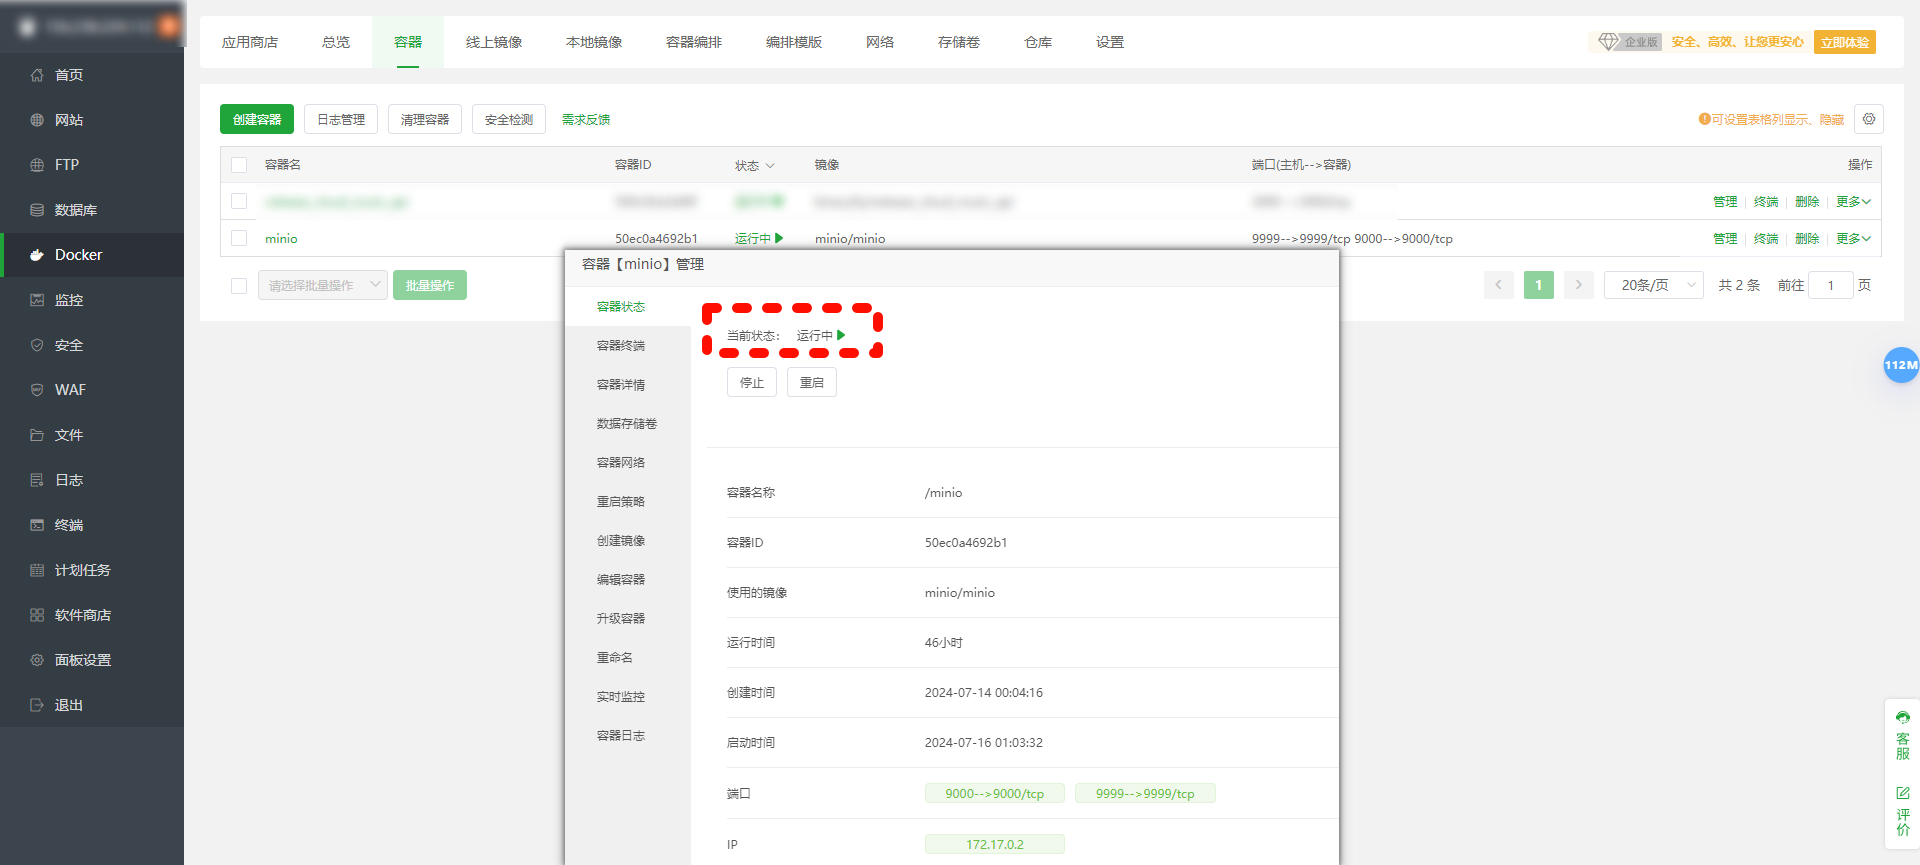 首页
网站
FTP
数据库
Docker
监控
安全
WAF
文件
日志
终端
计划任务
软件商店
面板设置
退出
应用商店 总览 容器 线上镜像 本地镜像 容器编排 编排模版 网络 存储卷 仓库 设置
企业版 安全、高效、让您更安心 立即体验
创建容器 日志管理 清理容器 安全检测 需求反馈
可设置表格列显示、隐藏
容器名 容器ID 状态 镜像 端口(主机-->容器) 操作
管理 终端 删除 更多
minio 50ec0a4692b1 运行中 minio/minio 9999-->9999/tcp 9000-->9000/tcp 管理 终端 删除 更多
请选择批量操作 批量操作
1 20条/页 共 2 条 前往 1 页
容器【minio】管理
容器状态
容器终端
容器详情
数据存储卷
容器网络
重启策略
创建镜像
编辑容器
升级容器
重命名
实时监控
容器日志
当前状态： 运行中
停止 重启
容器名称 /minio
容器ID 50ec0a4692b1
使用的镜像 minio/minio
运行时间 46小时
创建时间 2024-07-14 00:04:16
启动时间 2024-07-16 01:03:32
端口 9000-->9000/tcp 9999-->9999/tcp
IP 172.17.0.2
112M
客服
评价